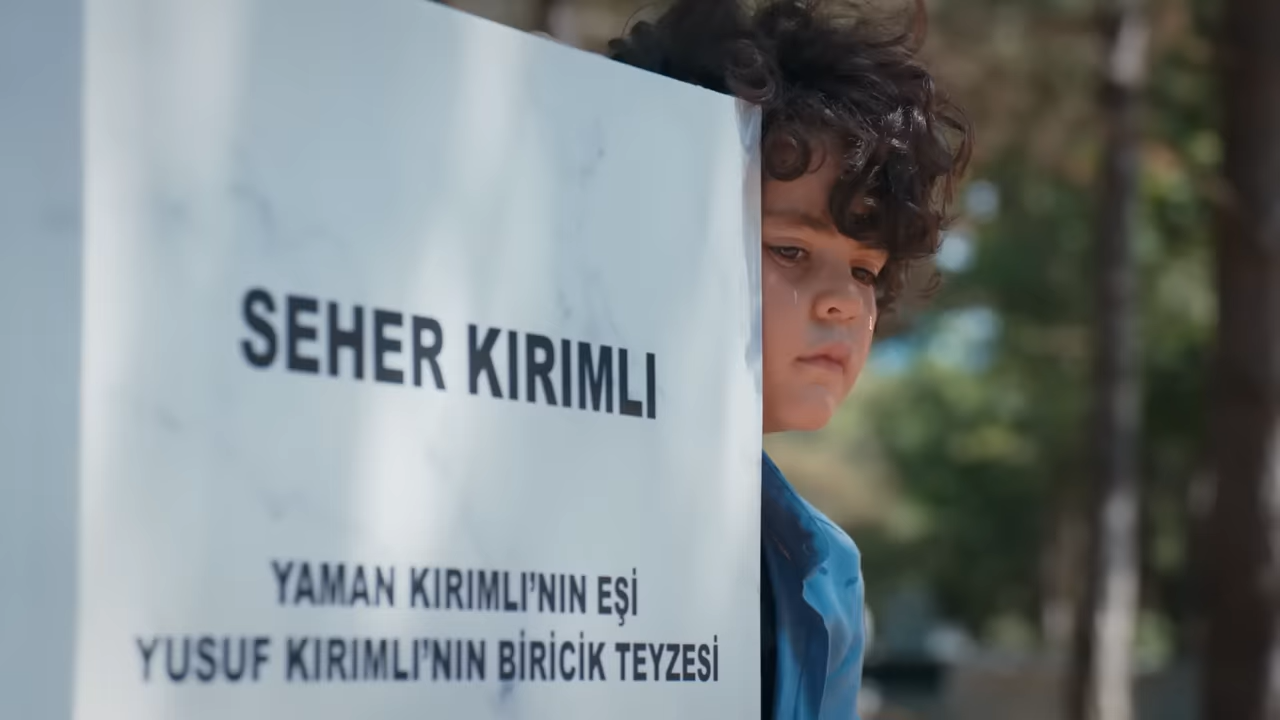 SEHER KIRIMLI
YAMAN KIRIMLI'NIN EŞİ
YUSUF KIRIMLI'NIN BİRİCİK TEYZESİ